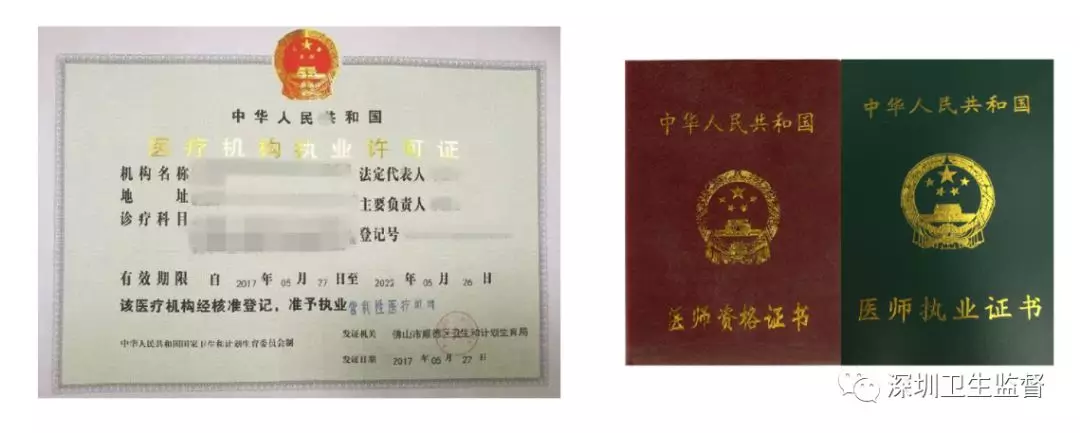 中华人民共和国
医疗机构执业许可证
机构名称
法定代表人
地 址
主要负责人
诊疗科目
登记号
有效期限 自 2017 年 05 月 27 日至 2022 年 05 月 26 日
该医疗机构经核准登记，准予执业 营利性医疗机构
发证机关 佛山市顺德区卫生和计划生育局
中华人民共和国国家卫生和计划生育委员会制
发证日期 2017 年 05 月 27 日
中华人民共和国
医师资格证书
中华人民共和国
医师执业证书
深圳卫生监督